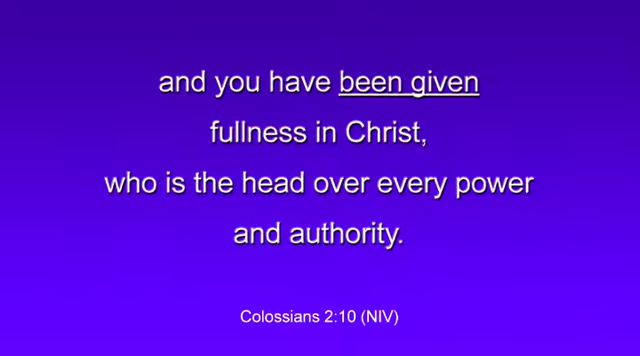 and you have been given
fullness in Christ,
who is the head over every power
and authority.
Colossians 2:10 (NIV)